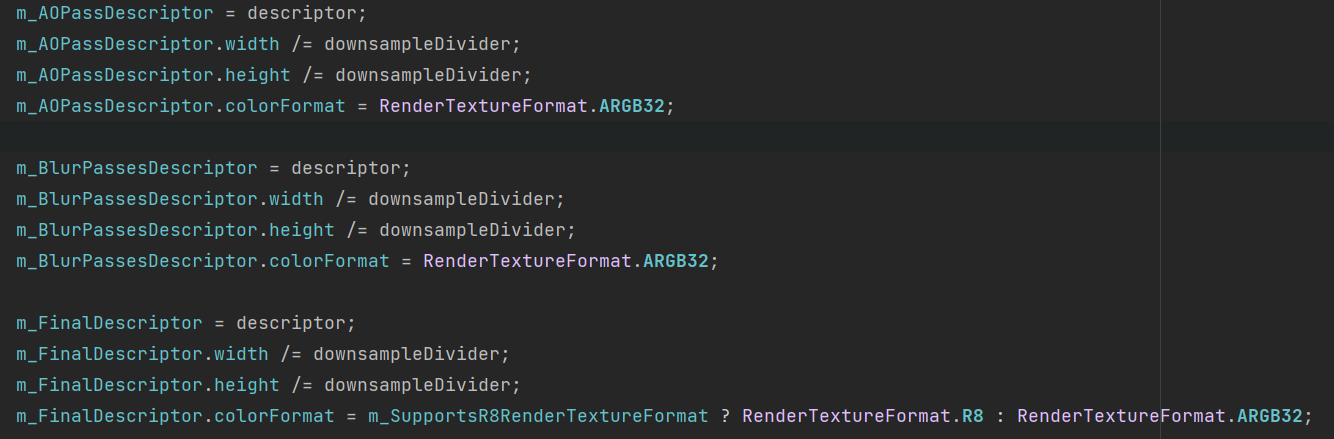 m_AOPassDescriptor = descriptor;
m_AOPassDescriptor.width /= downsampleDivider;
m_AOPassDescriptor.height /= downsampleDivider;
m_AOPassDescriptor.colorFormat = RenderTextureFormat.ARGB32;
m_BlurPassesDescriptor = descriptor;
m_BlurPassesDescriptor.width /= downsampleDivider;
m_BlurPassesDescriptor.height /= downsampleDivider;
m_BlurPassesDescriptor.colorFormat = RenderTextureFormat.ARGB32;
m_FinalDescriptor = descriptor;
m_FinalDescriptor.width /= downsampleDivider;
m_FinalDescriptor.height /= downsampleDivider;
m_FinalDescriptor.colorFormat = m_SupportsR8RenderTextureFormat ? RenderTextureFormat.R8 : RenderTextureFormat.ARGB32;